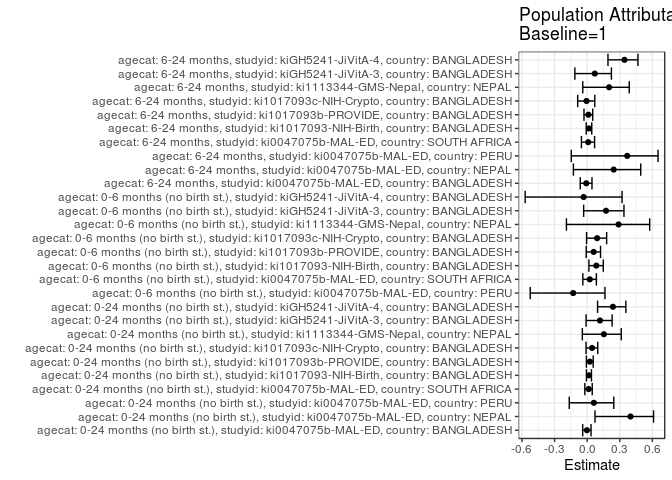 Population Attributa
Baseline=1
agecat: 6-24 months, studyid: kiGH5241-JiVitA-4, country: BANGLADESH
agecat: 6-24 months, studyid: kiGH5241-JiVitA-3, country: BANGLADESH
agecat: 6-24 months, studyid: ki1113344-GMS-Nepal, country: NEPAL
agecat: 6-24 months, studyid: ki1017093c-NIH-Crypto, country: BANGLADESH
agecat: 6-24 months, studyid: ki1017093b-PROVIDE, country: BANGLADESH
agecat: 6-24 months, studyid: ki1017093-NIH-Birth, country: BANGLADESH
agecat: 6-24 months, studyid: ki0047075b-MAL-ED, country: SOUTH AFRICA
agecat: 6-24 months, studyid: ki0047075b-MAL-ED, country: PERU
agecat: 6-24 months, studyid: ki0047075b-MAL-ED, country: NEPAL
agecat: 6-24 months, studyid: ki0047075b-MAL-ED, country: BANGLADESH
agecat: 0-6 months (no birth st.), studyid: kiGH5241-JiVitA-4, country: BANGLADESH
agecat: 0-6 months (no birth st.), studyid: kiGH5241-JiVitA-3, country: BANGLADESH
agecat: 0-6 months (no birth st.), studyid: ki1113344-GMS-Nepal, country: NEPAL
agecat: 0-6 months (no birth st.), studyid: ki1017093c-NIH-Crypto, country: BANGLADESH
agecat: 0-6 months (no birth st.), studyid: ki1017093b-PROVIDE, country: BANGLADESH
agecat: 0-6 months (no birth st.), studyid: ki1017093-NIH-Birth, country: BANGLADESH
agecat: 0-6 months (no birth st.), studyid: ki0047075b-MAL-ED, country: SOUTH AFRICA
agecat: 0-6 months (no birth st.), studyid: ki0047075b-MAL-ED, country: PERU
agecat: 0-24 months (no birth st.), studyid: kiGH5241-JiVitA-4, country: BANGLADESH
agecat: 0-24 months (no birth st.), studyid: kiGH5241-JiVitA-3, country: BANGLADESH
agecat: 0-24 months (no birth st.), studyid: ki1113344-GMS-Nepal, country: NEPAL
agecat: 0-24 months (no birth st.), studyid: ki1017093c-NIH-Crypto, country: BANGLADESH
agecat: 0-24 months (no birth st.), studyid: ki1017093b-PROVIDE, country: BANGLADESH
agecat: 0-24 months (no birth st.), studyid: ki1017093-NIH-Birth, country: BANGLADESH
agecat: 0-24 months (no birth st.), studyid: ki0047075b-MAL-ED, country: SOUTH AFRICA
agecat: 0-24 months (no birth st.), studyid: ki0047075b-MAL-ED, country: PERU
agecat: 0-24 months (no birth st.), studyid: ki0047075b-MAL-ED, country: NEPAL
agecat: 0-24 months (no birth st.), studyid: ki0047075b-MAL-ED, country: BANGLADESH
-0.6 -0.3 0.0 0.3 0.6
Estimate